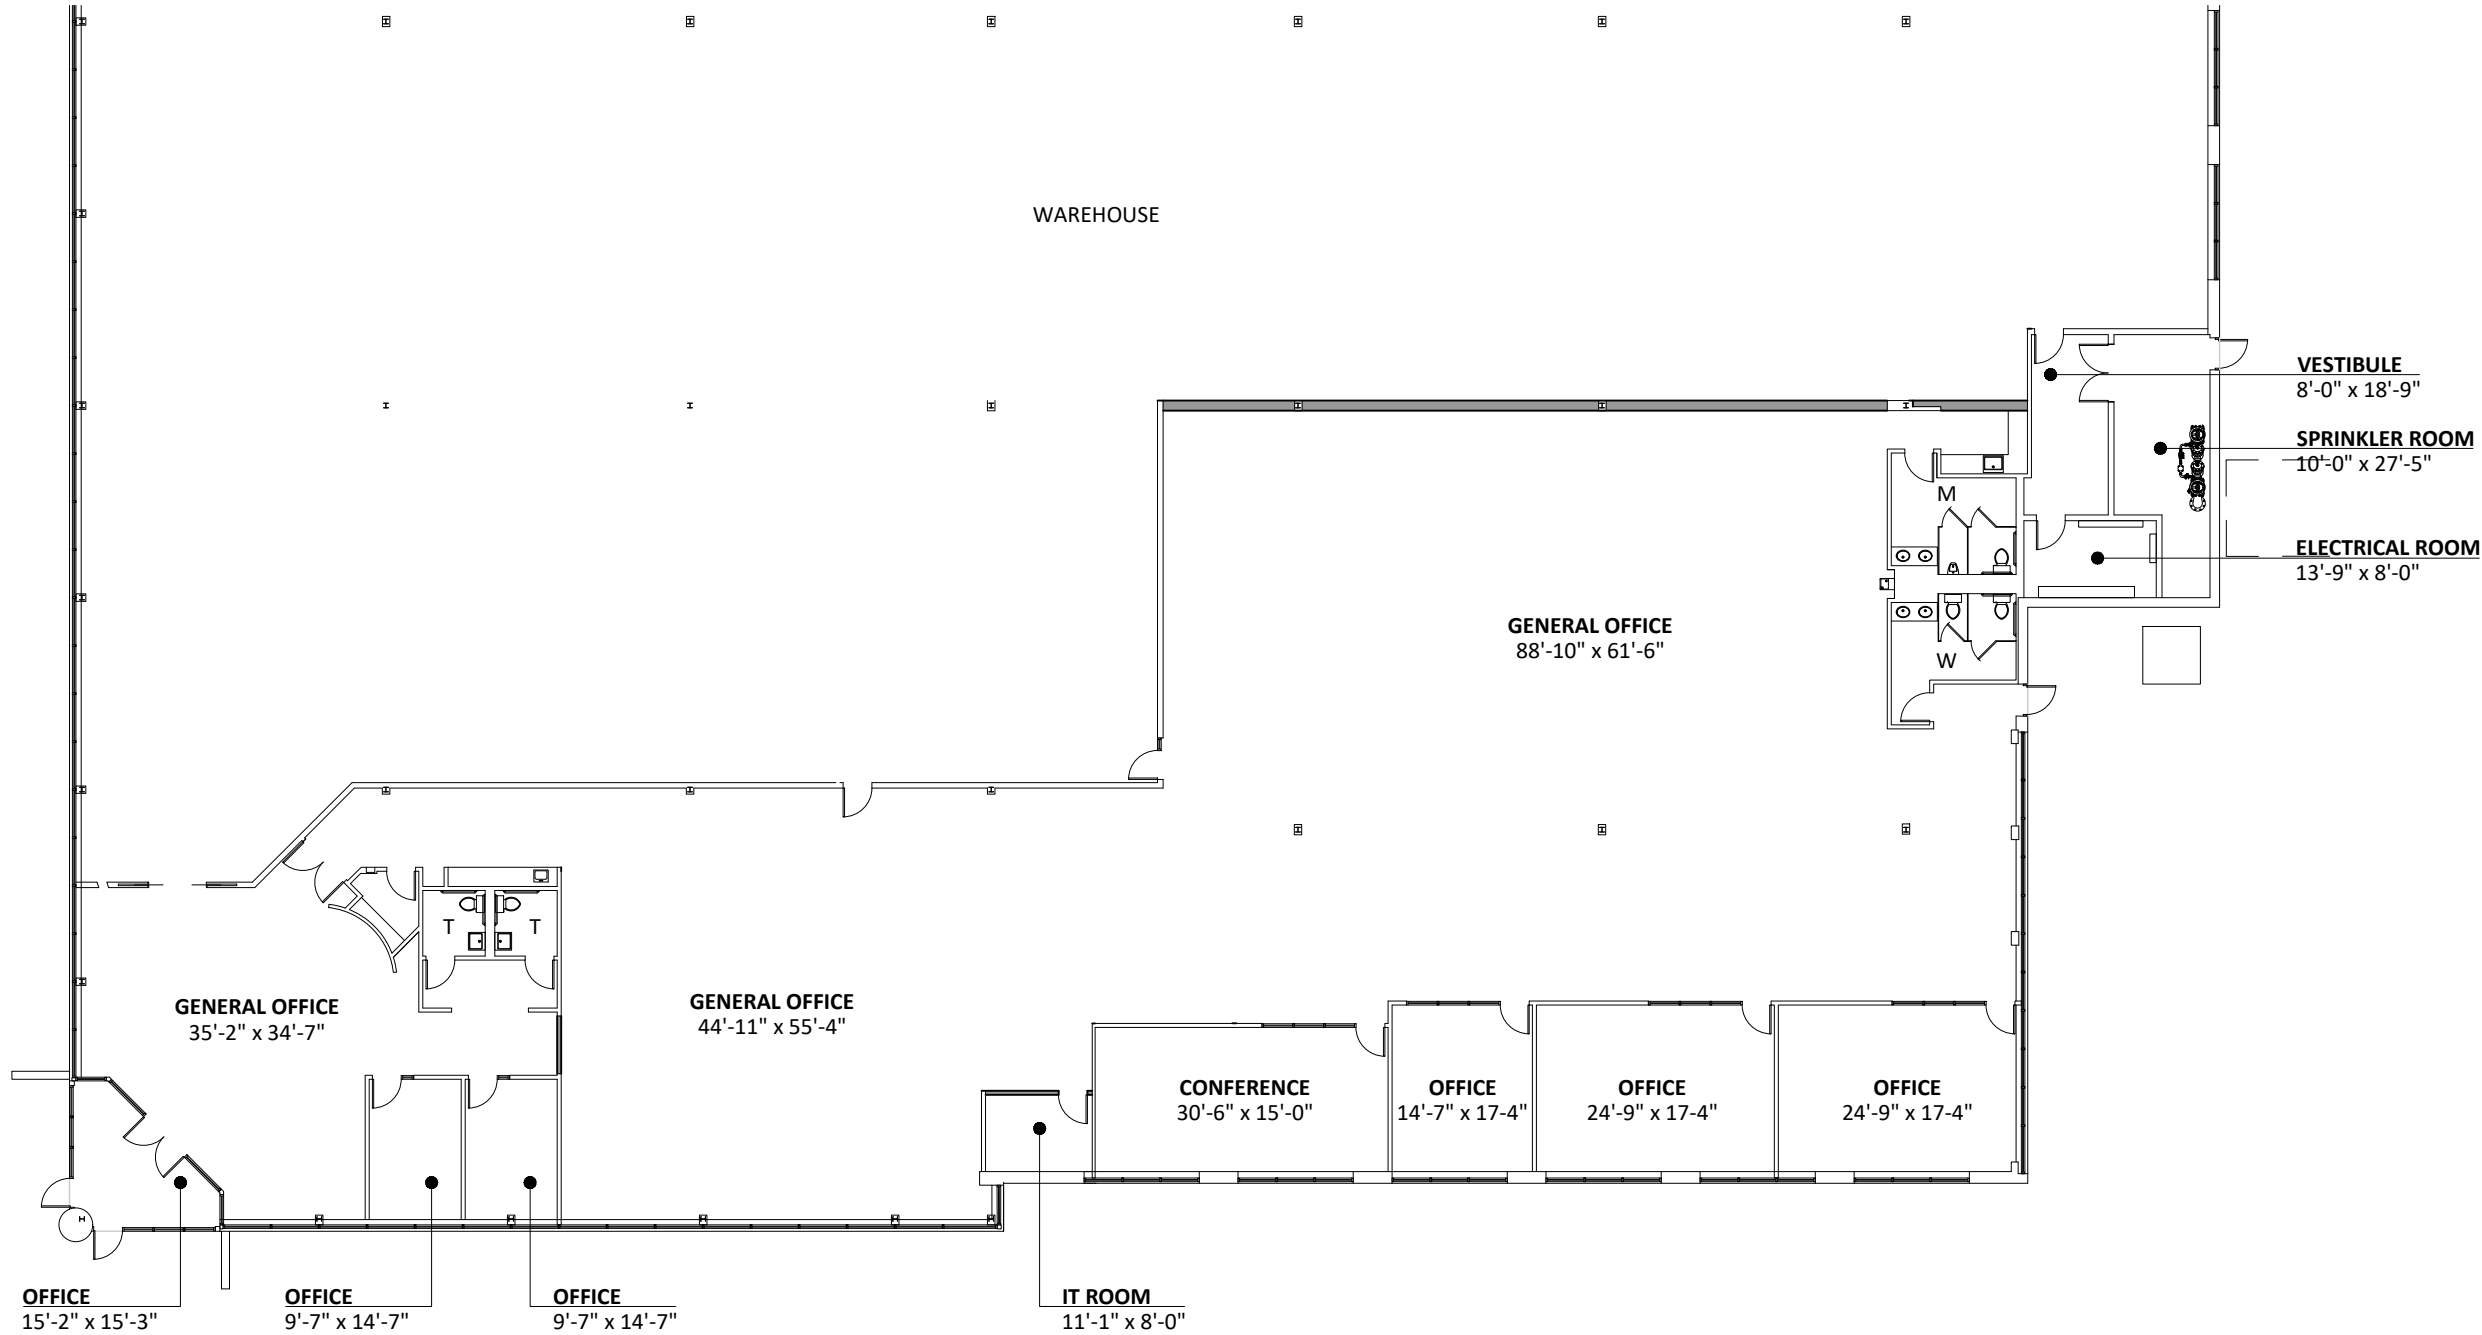 WAREHOUSE
VESTIBULE
8'-0" x 18'-9"
SPRINKLER ROOM
10'-0" x 27'-5"
M
ELECTRICAL ROOM
13'-9" x 8'-0"
GENERAL OFFICE
88'-10" x 61'-6"
W
T
T
GENERAL OFFICE
35'-2" x 34'-7"
GENERAL OFFICE
44'-11" x 55'-4"
CONFERENCE
30'-6" x 15'-0"
OFFICE
14'-7" x 17-4"
OFFICE
24'-9" x 17-4"
OFFICE
24'-9" x 17-4"
OFFICE
15'-2" x 15'-3"
OFFICE
9'-7" x 14'-7"
OFFICE
9'-7" x 14'-7"
IT ROOM
11'-1" x 8'-0"